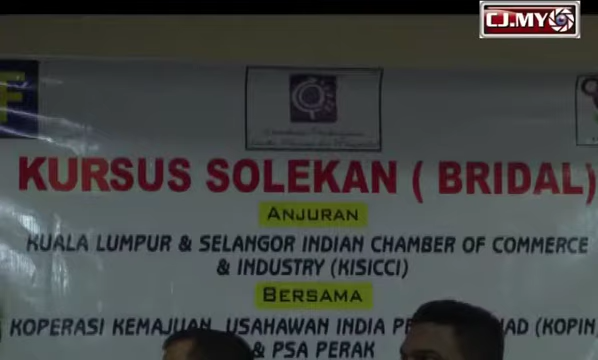 CJ.MY
F
KURSUS SOLEKAN ( BRIDAL)
ANJURAN
KUALA LUMPUR & SELANGOR INDIAN CHAMBER OF COMMERCE
& INDUSTRY (KISICCI)
BERSAMA
KOPERASI KEMAJUAN USAHAWAN INDIA (KOPIN
& PSA PERAK